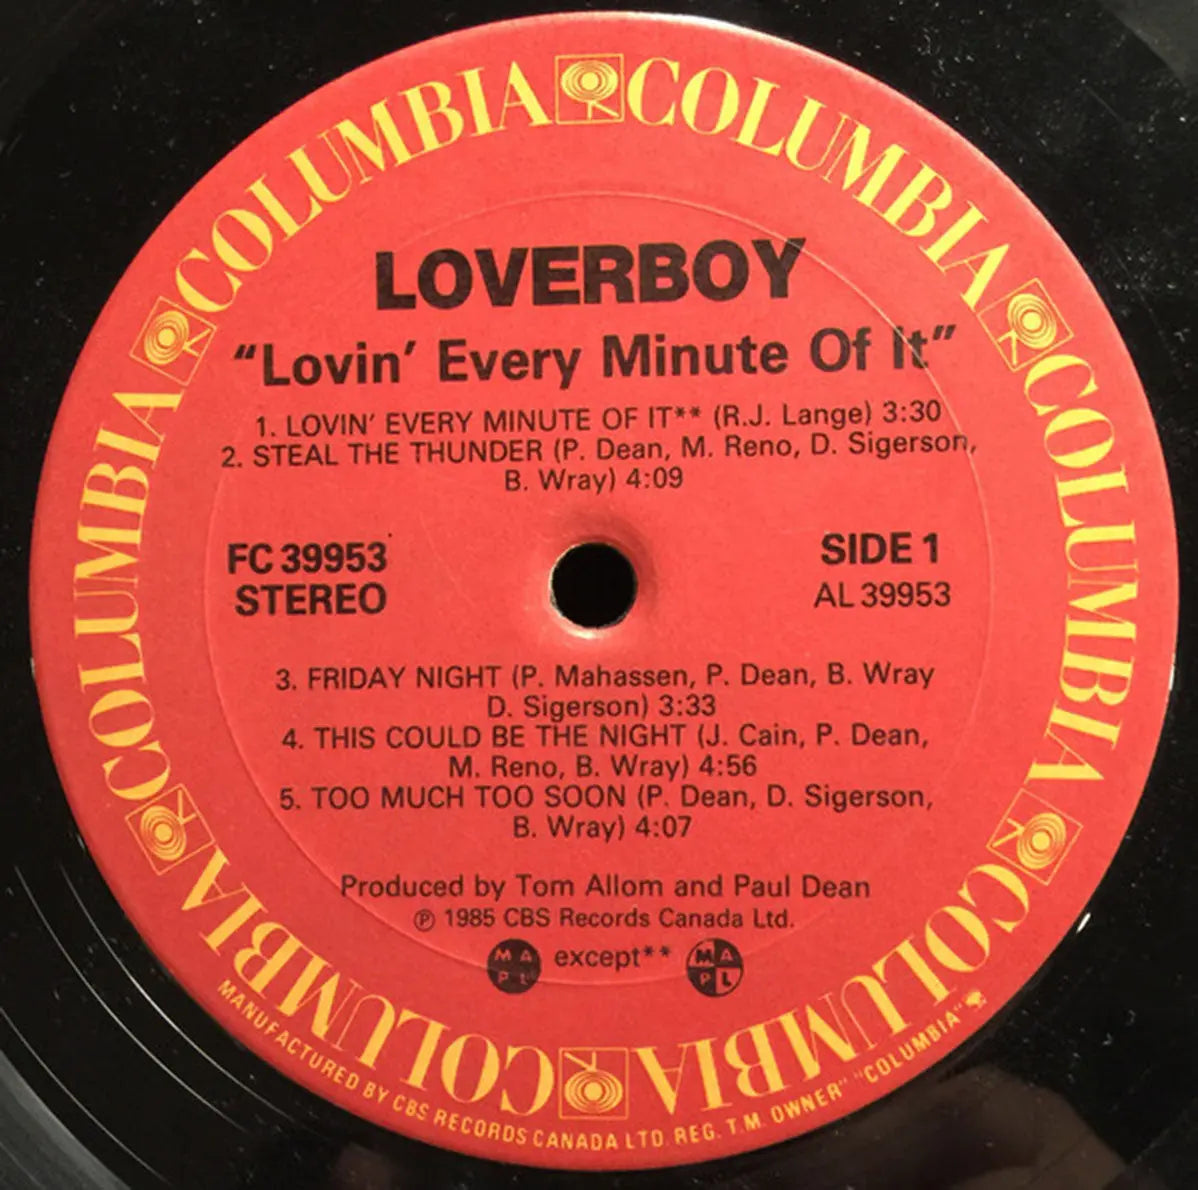 COLUMBIA COLUMBIA COLUMBIA COLUMBIA COLUMBIA COLUMBIA COLUMBIA COLUMBIA
LOVERBOY
“Lovin’ Every Minute Of It”
1. LOVIN’ EVERY MINUTE OF IT** (R.J. Lange) 3:30
2. STEAL THE THUNDER (P. Dean, M. Reno, D. Sigerson,
B. Wray) 4:09
FC 39953
STEREO
SIDE 1
AL 39953
3. FRIDAY NIGHT (P. Mahassen, P. Dean, B. Wray
D. Sigerson) 3:33
4. THIS COULD BE THE NIGHT (J. Cain, P. Dean,
M. Reno, B. Wray) 4:56
5. TOO MUCH TOO SOON (P. Dean, D. Sigerson,
B. Wray) 4:07
Produced by Tom Allom and Paul Dean
℗ 1985 CBS Records Canada Ltd.
MAPL except** MAPL
MANUFACTURED BY CBS RECORDS CANADA LTD. REG. T.M. OWNER" "COLUMBIA"